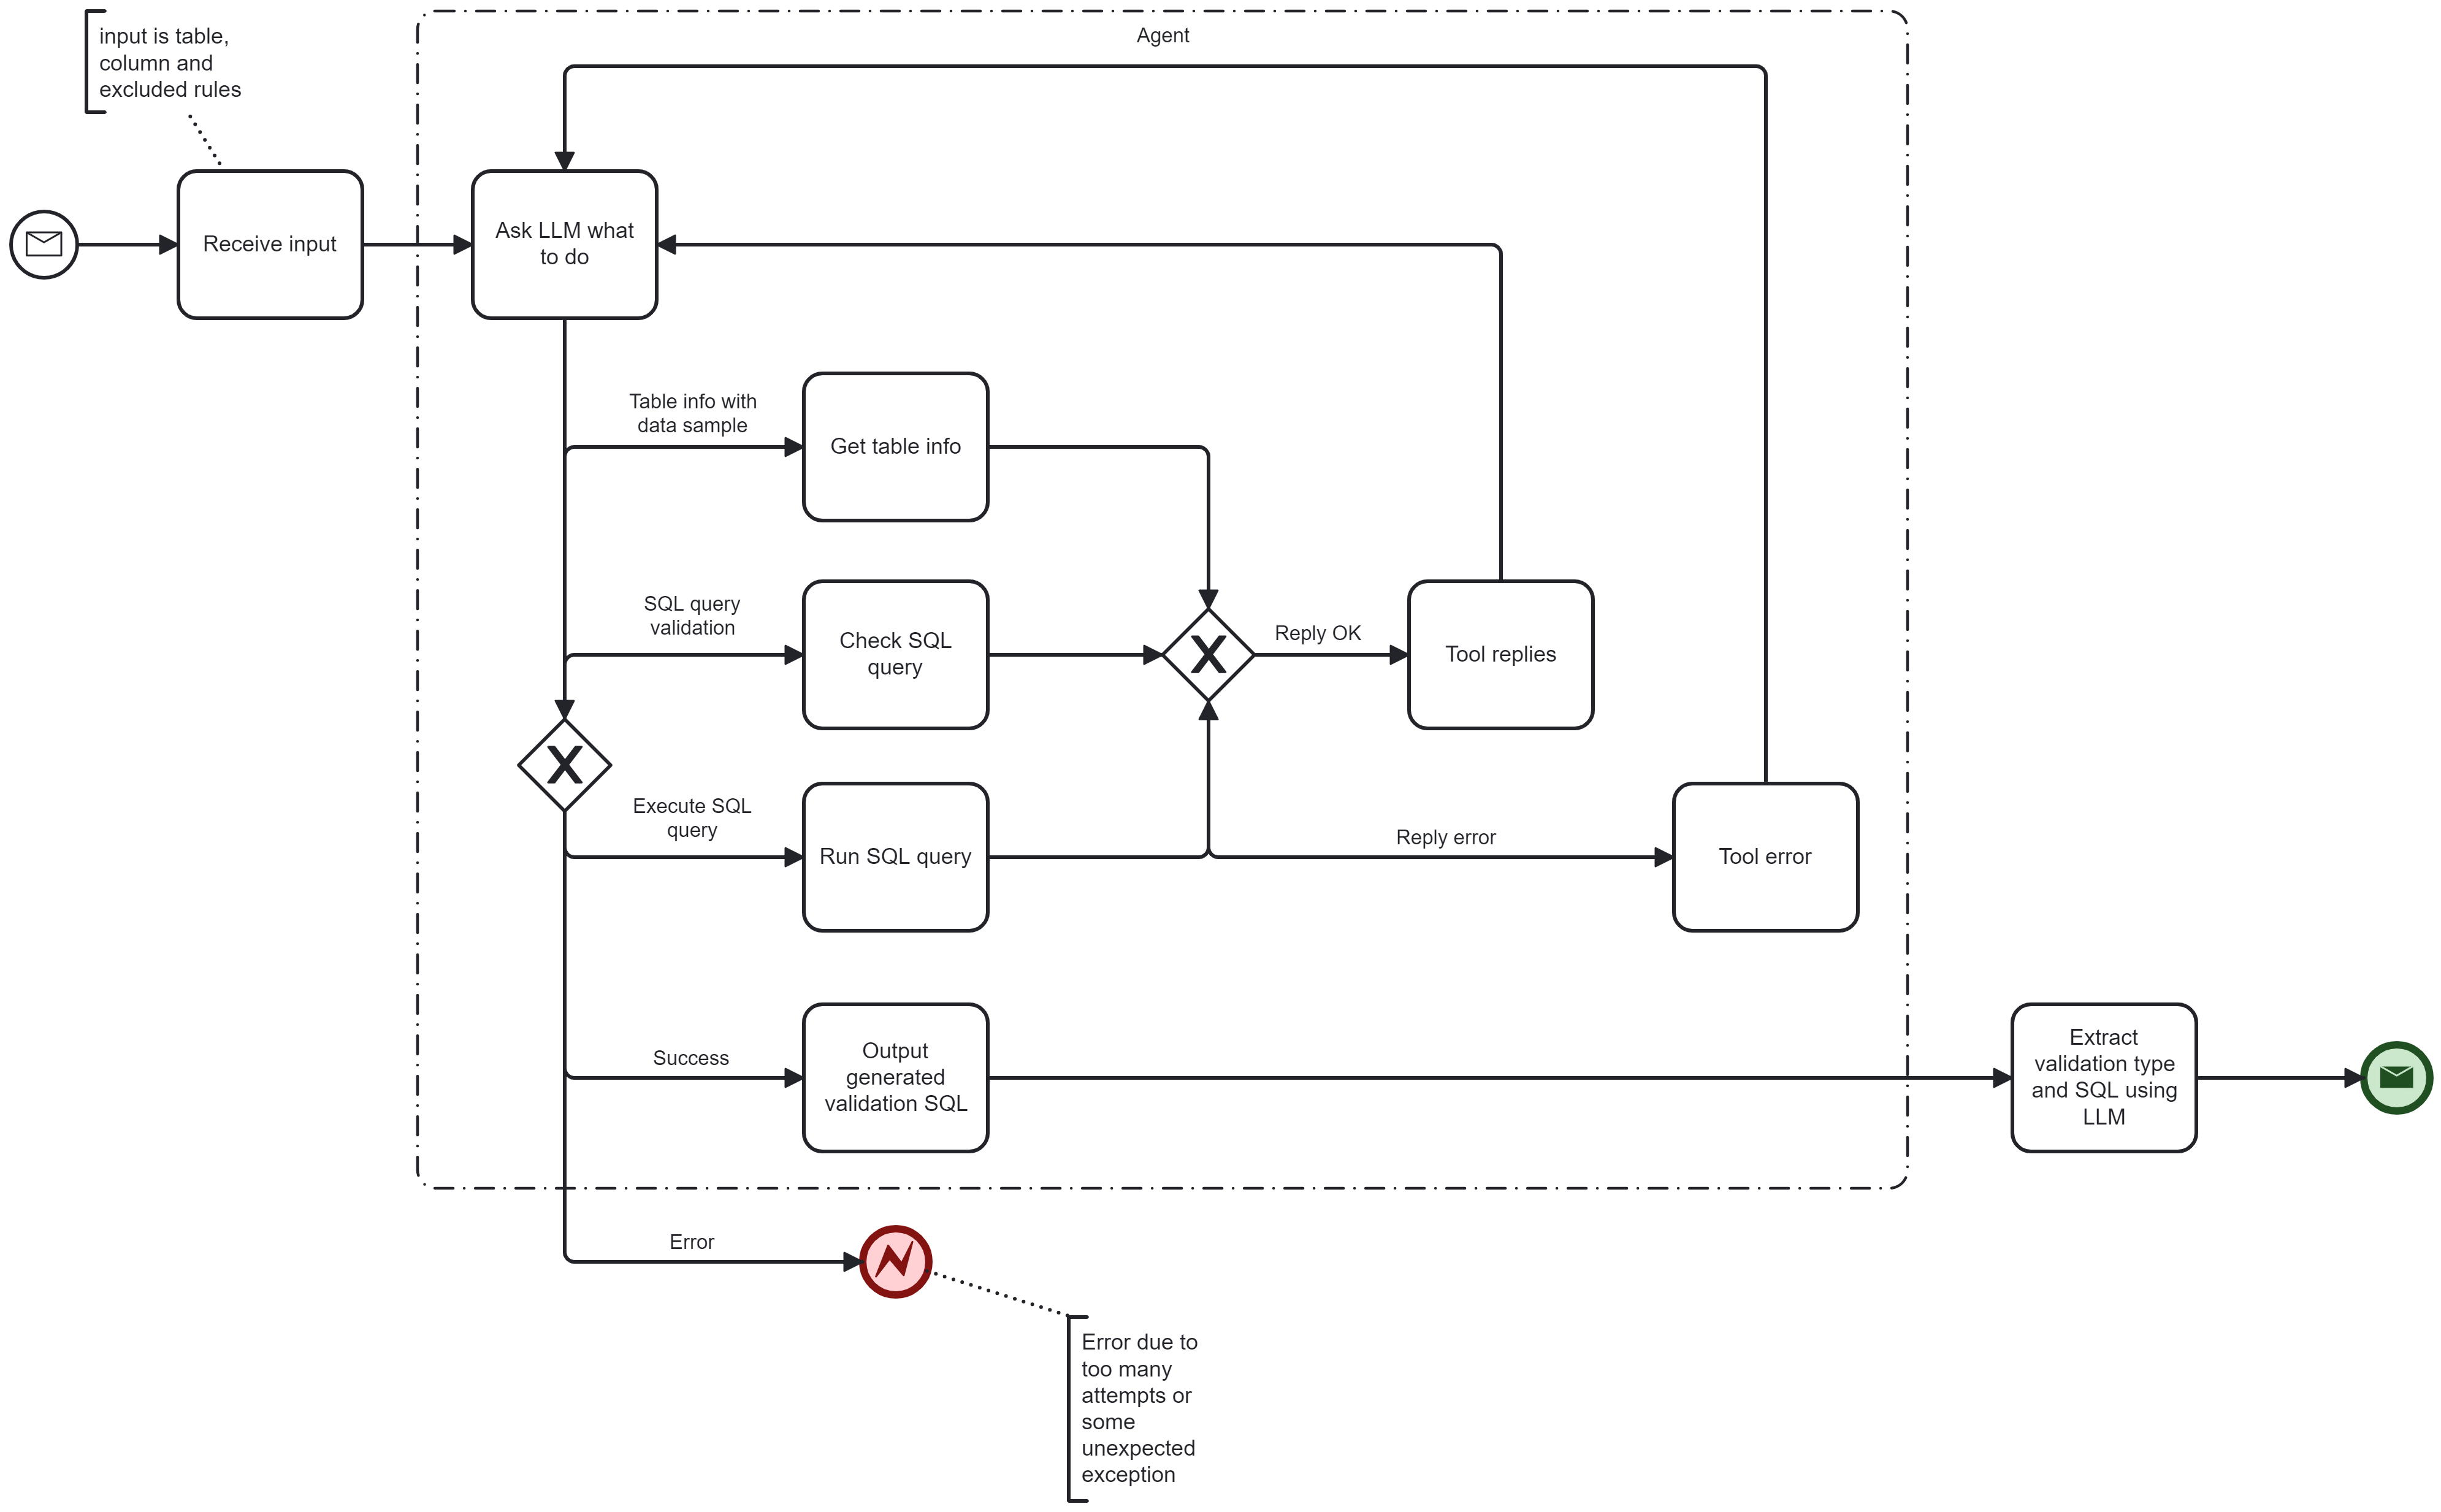 input is table,
column and
excluded rules
Agent
Receive input
Ask LLM what
to do
Table info with
data sample
Get table info
SQL query
validation
Check SQL
query
X
Reply OK
Tool replies
X
Execute SQL
query
Run SQL query
Reply error
Tool error
Success
Output
generated
validation SQL
Extract
validation type
and SQL using
LLM
Error
Error due to
too many
attempts or
some
unexpected
exception